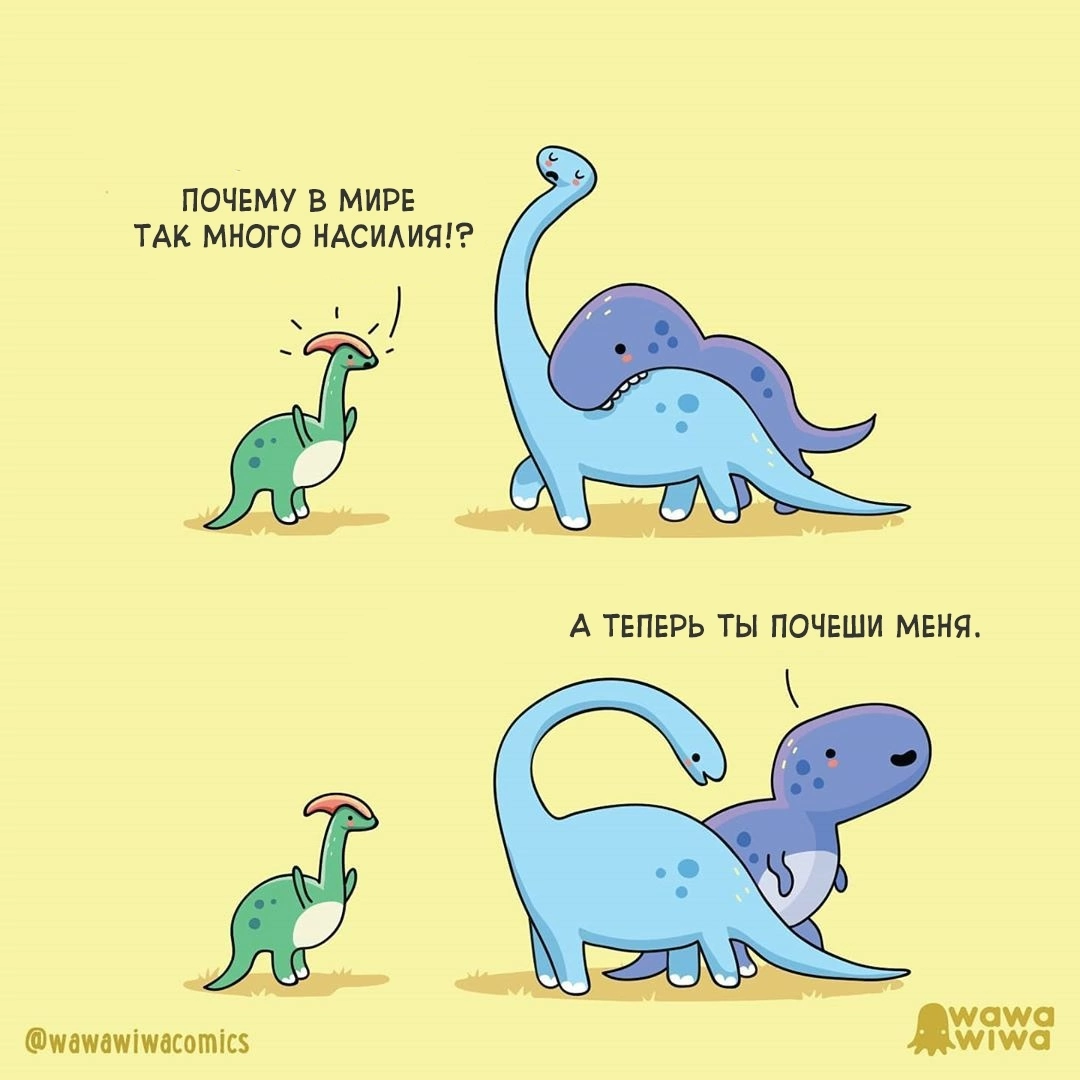 ПОЧЕМУ В МИРЕ
ТАК МНОГО НАСИЛИЯ!?
А ТЕПЕРЬ ТЫ ПОЧЕШИ МЕНЯ.
@wawawiwacomics
wawa
wiwa